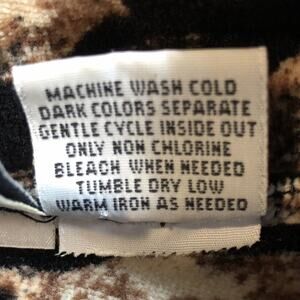 MACHINE WASH COLD
DARK COLORS SEPARATE
GENTLE CYCLE INSIDE OUT
ONLY NON CHLORINE
BLEACH WHEN NEEDED
TUMBLE DRY LOW
WARM IRON AS NEEDED